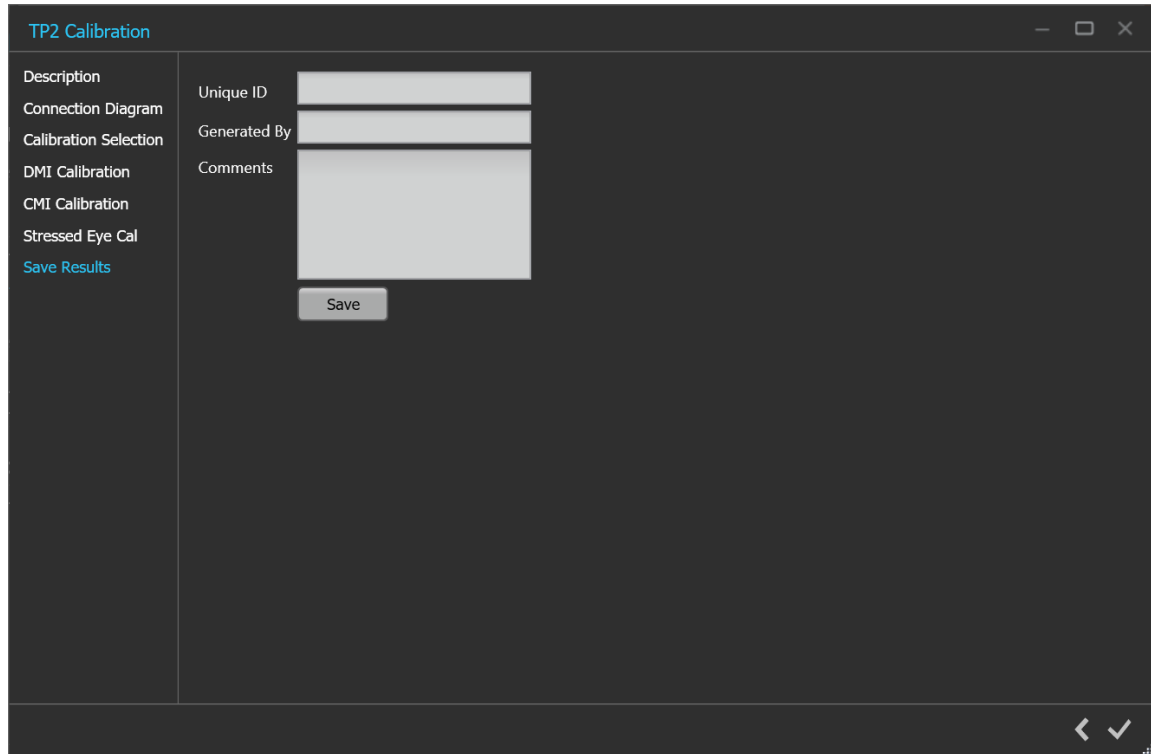 TP2 Calibration
Description
Connection Diagram
Calibration Selection
DMI Calibration
CMI Calibration
Stressed Eye Cal
Save Results
Unique ID
Generated By
Comments
Save